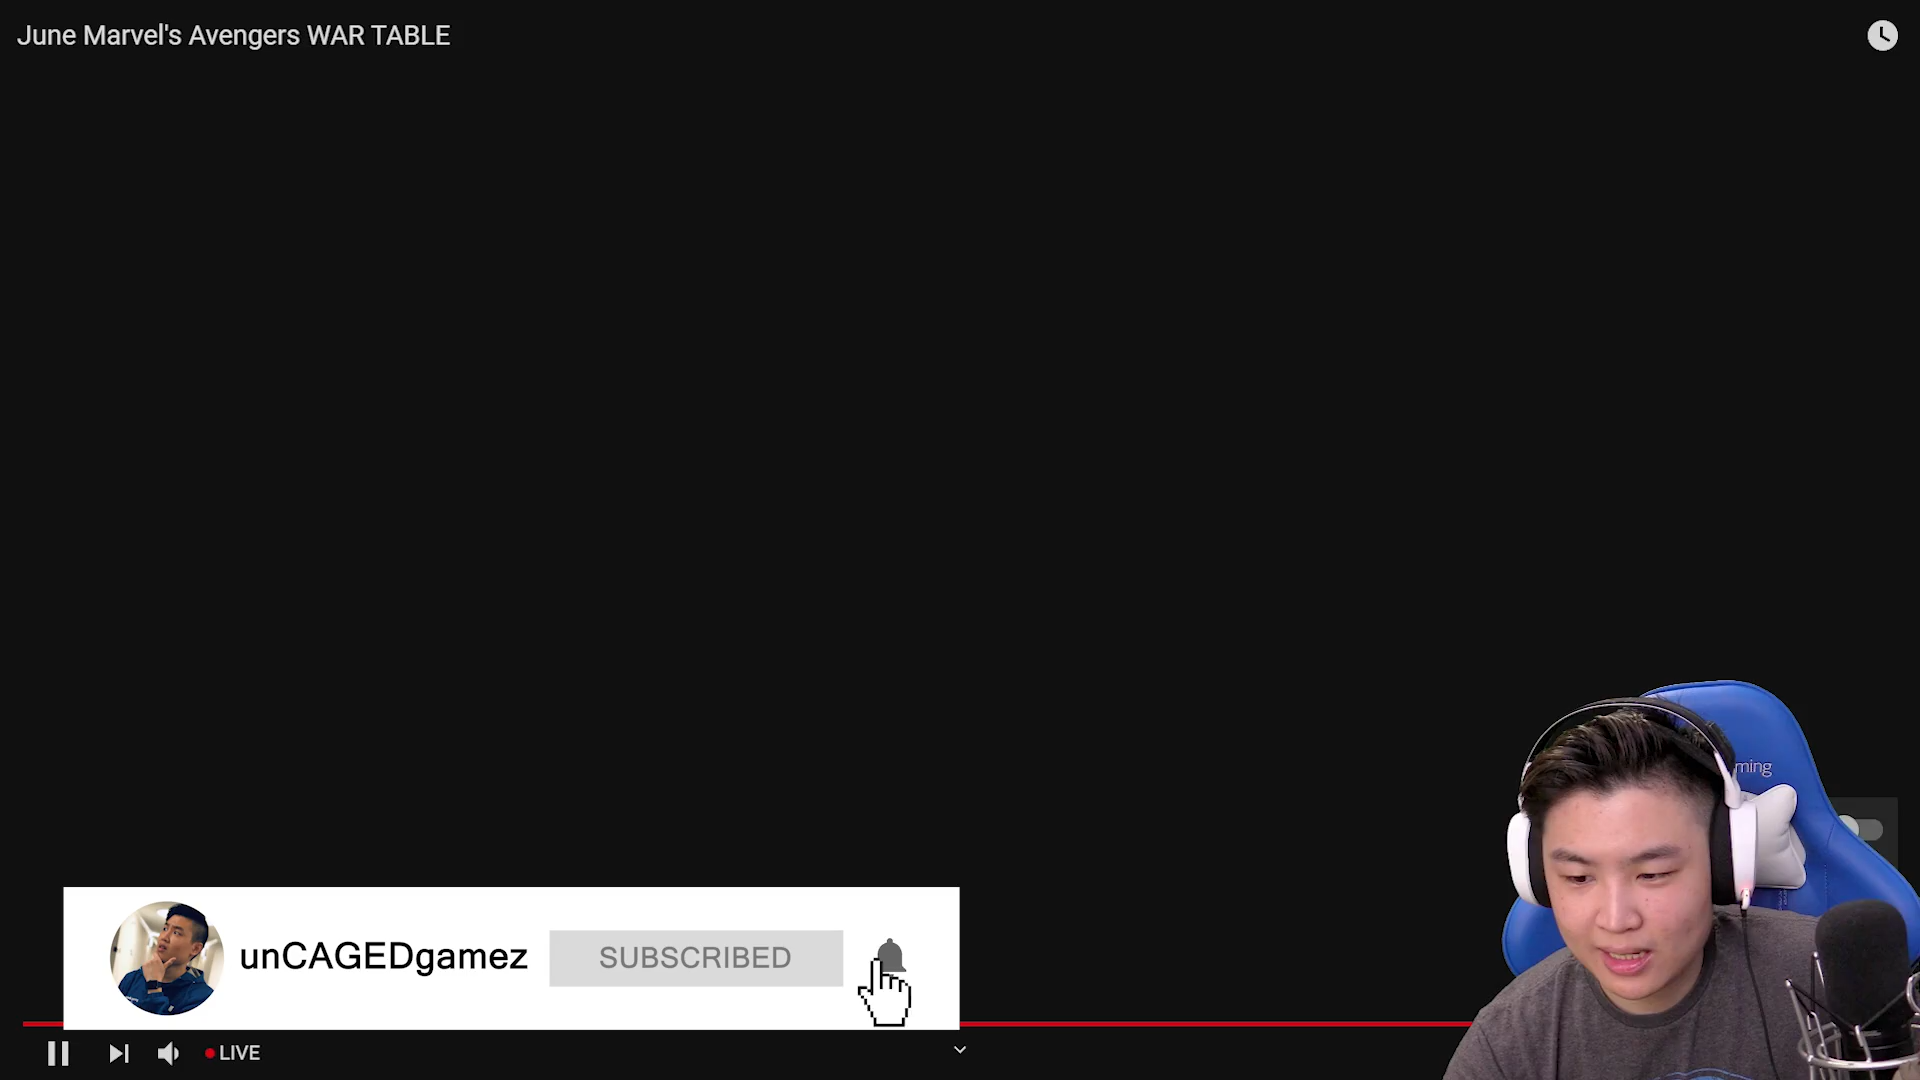 June Marvel's Avengers WAR TABLE
ming
unCAGEDgamez
SUBSCRIBED
LIVE